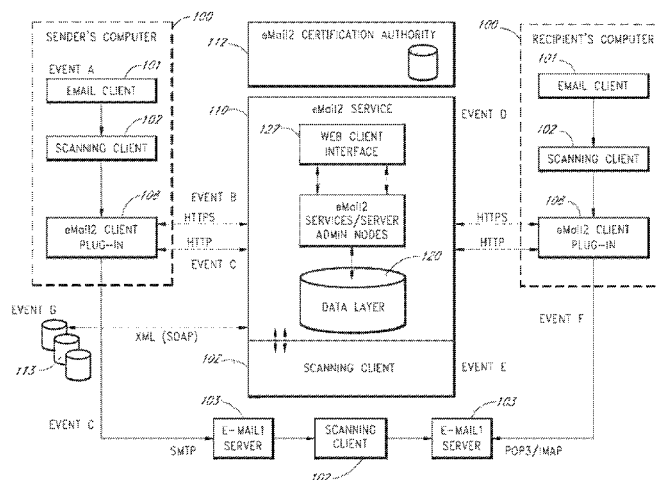 100
SENDER'S COMPUTER
EVENT A
101
EMAIL CLIENT
102
SCANNING CLIENT
108
eMail2 CLIENT
PLUG-IN
EVENT B
HTTPS
HTTP
EVENT C
112
eMail2 CERTIFICATION AUTHORITY
110
eMail2 SERVICE
127
WEB CLIENT
INTERFACE
eMail2
SERVICES/SERVER
ADMIN NODES
120
DATA LAYER
102
SCANNING CLIENT
EVENT D
100
RECIPIENT'S COMPUTER
101
EMAIL CLIENT
102
SCANNING CLIENT
108
HTTPS
HTTP
eMail2 CLIENT
PLUG-IN
EVENT F
EVENT G
113
XML (SOAP)
EVENT E
EVENT C
SMTP
103
E-MAIL1
SERVER
SCANNING
CLIENT
102
103
E-MAIL1
SERVER
POP3/IMAP